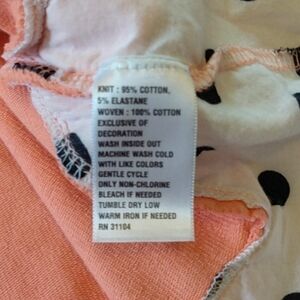 KNIT : 95% COTTON,
5% ELASTANE
WOVEN : 100% COTTON
EXCLUSIVE OF
DECORATION
WASH INSIDE OUT
MACHINE WASH COLD
WITH LIKE COLORS
GENTLE CYCLE
ONLY NON-CHLORINE
BLEACH IF NEEDED
TUMBLE DRY LOW
WARM IRON IF NEEDED
RN 31104